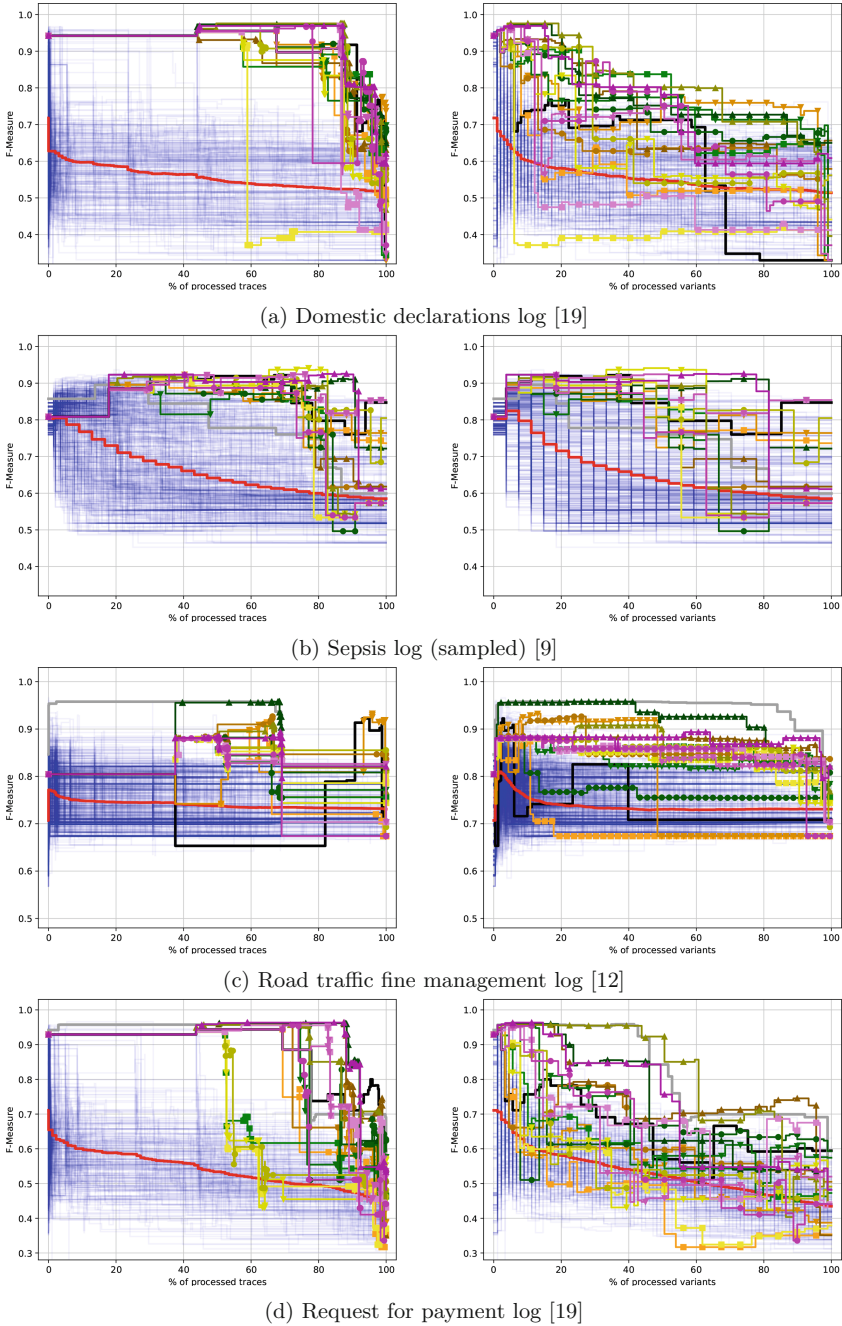 1.0
0.9
0.8
0.7
0.6
0.5
0.4
F-Measure
0 20 40 60 80 100
% of processed traces
1.0
0.9
0.8
0.7
0.6
0.5
0.4
F-Measure
0 20 40 60 80 100
% of processed variants
(a) Domestic declarations log [19]
1.0
0.9
0.8
0.7
0.6
0.5
0.4
F-Measure
0 20 40 60 80 100
% of processed traces
1.0
0.9
0.8
0.7
0.6
0.5
0.4
F-Measure
0 20 40 60 80 100
% of processed variants
(b) Sepsis log (sampled) [9]
1.0
0.9
0.8
0.7
0.6
0.5
F-Measure
0 20 40 60 80 100
% of processed traces
1.0
0.9
0.8
0.7
0.6
0.5
F-Measure
0 20 40 60 80 100
% of processed variants
(c) Road traffic fine management log [12]
1.0
0.9
0.8
0.7
0.6
0.5
0.4
0.3
F-Measure
0 20 40 60 80 100
% of processed traces
1.0
0.9
0.8
0.7
0.6
0.5
0.4
0.3
F-Measure
0 20 40 60 80 100
% of processed variants
(d) Request for payment log [19]